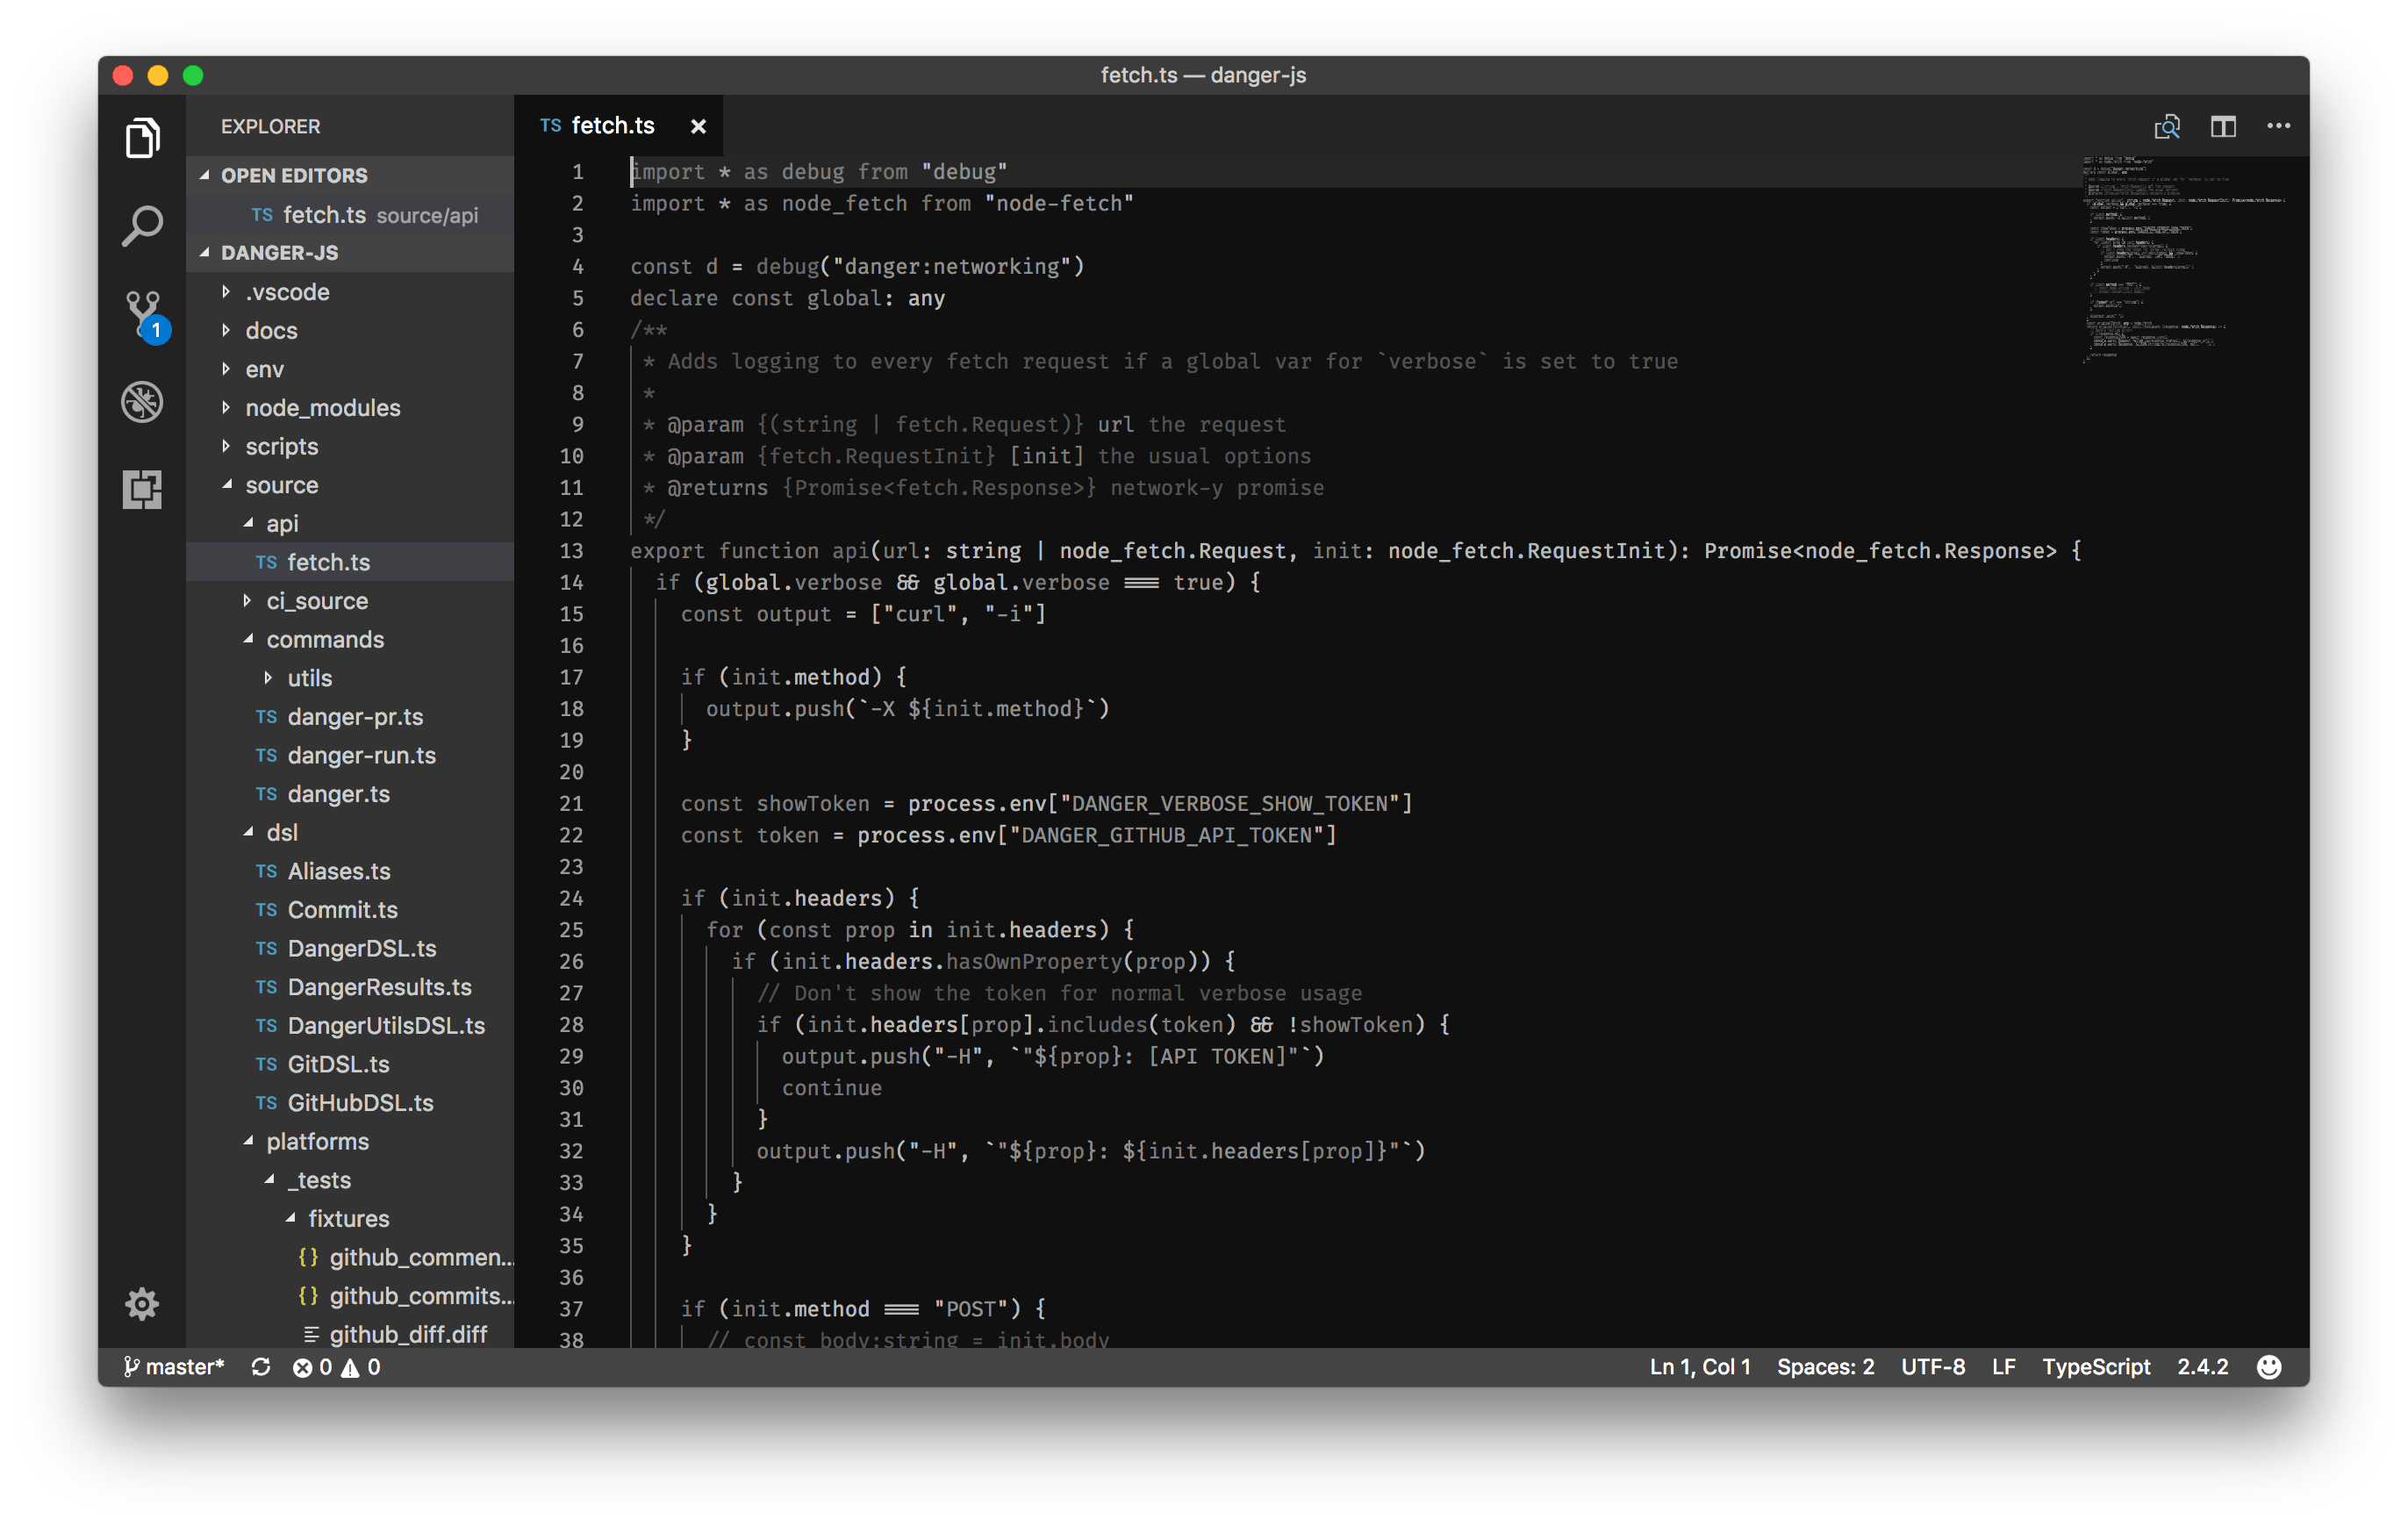 fetch.ts — danger-js
EXPLORER
OPEN EDITORS
TS fetch.ts source/api
DANGER-JS
.vscode
docs
env
node_modules
scripts
source
api
TS fetch.ts
ci_source
commands
utils
TS danger-pr.ts
TS danger-run.ts
TS danger.ts
dsl
TS Aliases.ts
TS Commit.ts
TS DangerDSL.ts
TS DangerResults.ts
TS DangerUtilsDSL.ts
TS GitDSL.ts
TS GitHubDSL.ts
platforms
_tests
fixtures
{} github_commen...
{} github_commits...
github_diff.diff
1
TS fetch.ts ×
1 import * as debug from "debug"
2 import * as node_fetch from "node-fetch"
3
4 const d = debug("danger:networking")
5 declare const global: any
6 /**
7 * Adds logging to every fetch request if a global var for `verbose` is set to true
8 *
9 * @param {(string | fetch.Request)} url the request
10 * @param {fetch.RequestInit} [init] the usual options
11 * @returns {Promise<fetch.Response>} network-y promise
12 */
13 export function api(url: string | node_fetch.Request, init: node_fetch.RequestInit): Promise<node_fetch.Response> {
14 if (global.verbose && global.verbose === true) {
15 const output = ["curl", "-i"]
16
17 if (init.method) {
18 output.push(`-X ${init.method}`)
19 }
20
21 const showToken = process.env["DANGER_VERBOSE_SHOW_TOKEN"]
22 const token = process.env["DANGER_GITHUB_API_TOKEN"]
23
24 if (init.headers) {
25 for (const prop in init.headers) {
26 if (init.headers.hasOwnProperty(prop)) {
27 // Don't show the token for normal verbose usage
28 if (init.headers[prop].includes(token) && !showToken) {
29 output.push("-H", `"${prop}: [API TOKEN]"`)
30 continue
31 }
32 output.push("-H", `"${prop}: ${init.headers[prop]}"`)
33 }
34 }
35 }
36
37 if (init.method === "POST") {
38 // const body:string = init.body
master* 0 0
Ln 1, Col 1 Spaces: 2 UTF-8 LF TypeScript 2.4.2